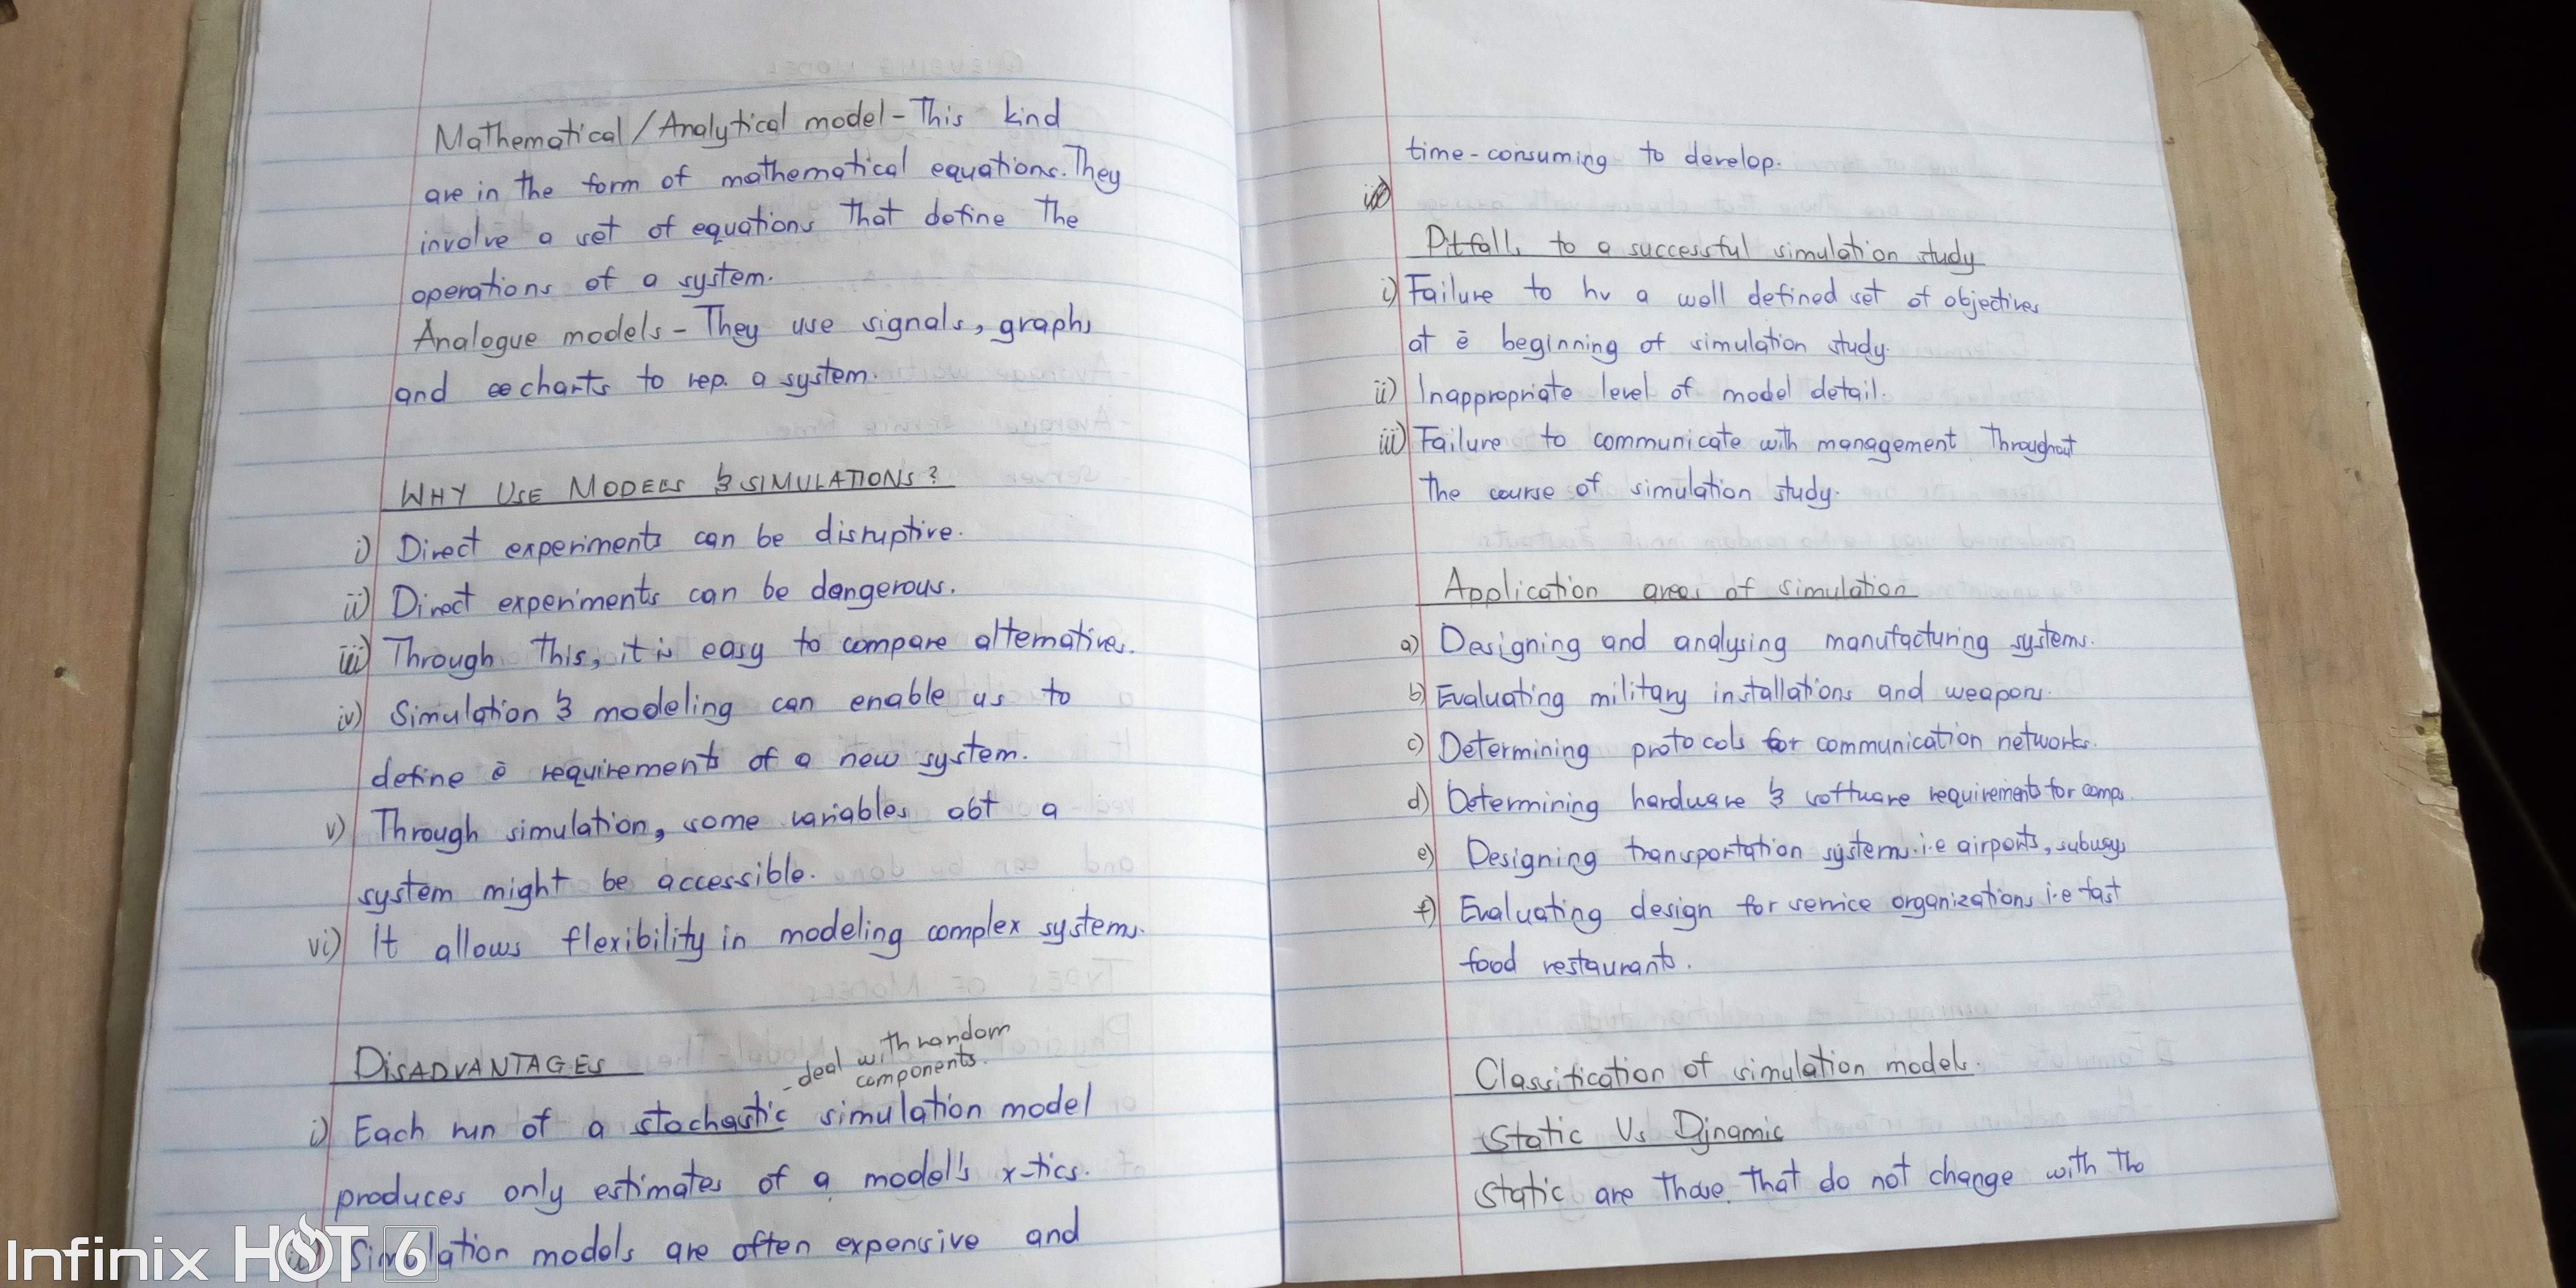 Mathematical/Analytical model - This kind
are in the form of mathematical equations. They
involve a set of equations that define the
operations of a system.
Analogue models - They use signals, graphs
and charts to rep. a system.
WHY USE MODELS & SIMULATIONS?
i) Direct experiments can be disruptive.
ii) Direct experiments can be dangerous.
iii) Through this, it is easy to compare alternatives.
iv) Simulation & modeling can enable us to
define ē requirements of a new system.
v) Through simulation, some variables abt a
system might be accessible.
vi) It allows flexibility in modeling complex systems.
DISADVANTAGES
- deal with random
components.
i) Each run of a stochastic simulation model
produces only estimates of a model's x-tics.
Simulation models are often expensive and
time-consuming to develop.
Pitfalls to a successful simulation study
i) Failure to hv a well defined set of objectives
at ē beginning of simulation study.
ii) Inappropriate level of model detail.
iii) Failure to communicate with management throughout
the course of simulation study.
Application areas of simulation
a) Designing and analysing manufacturing systems.
b) Evaluating military installations and weapons.
c) Determining protocols for communication networks.
d) Determining hardware & software requirements for comps.
e) Designing transportation systems i.e airports, subways
f) Evaluating design for service organizations i.e fast
food restaurants.
Classification of simulation models.
Static Vs Dynamic
Static are those that do not change with the
Infinix HOT 6